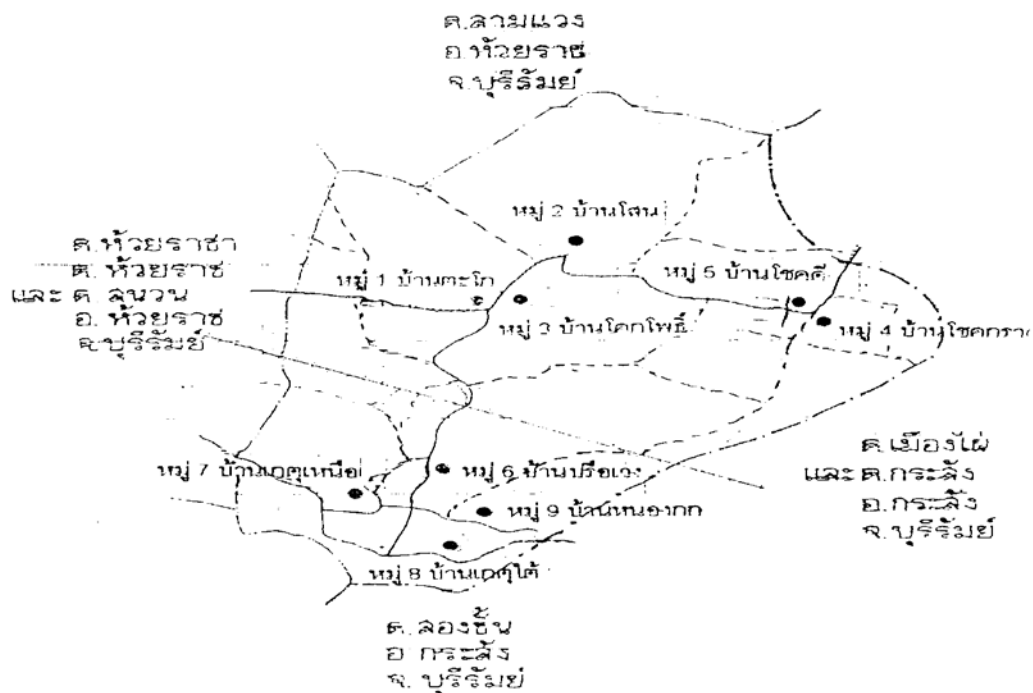 ต.สามแวง
อ.ห้วยราช
จ.บุรีรัมย์
หมู่ 2 บ้านโสน
ต.ห้วยราชา
ต. ห้วยราช
และ ต. สนวน
อ. ห้วยราช
จ.บุรีรัมย์
หมู่ 1 บ้านตะโก
หมู่ 5 บ้านโชคดี
หมู่ 3 บ้านโคกโพธิ์
หมู่ 4 บ้านโชคกราด
ต.เมืองไผ่
และ ต.กระสัง
อ.กระสัง
จ.บุรีรัมย์
หมู่ 7 บ้านเกตุเหนือ
หมู่ 6 บ้านปรือเวง
หมู่ 9 บ้านหนองกก
หมู่ 8 บ้านเกตุใต้
ต.สองชั้น
อ กระสัง
จ. บุรีรัมย์